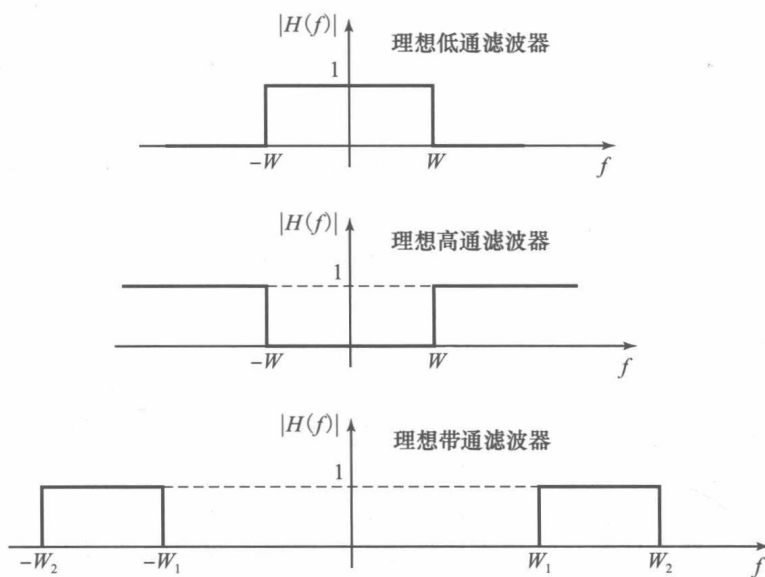 |H(f)|
理想低通滤波器
1
-W
W
f
|H(f)|
理想高通滤波器
1
-W
W
f
|H(f)|
理想带通滤波器
1
-W₂
-W₁
W₁
W₂
f